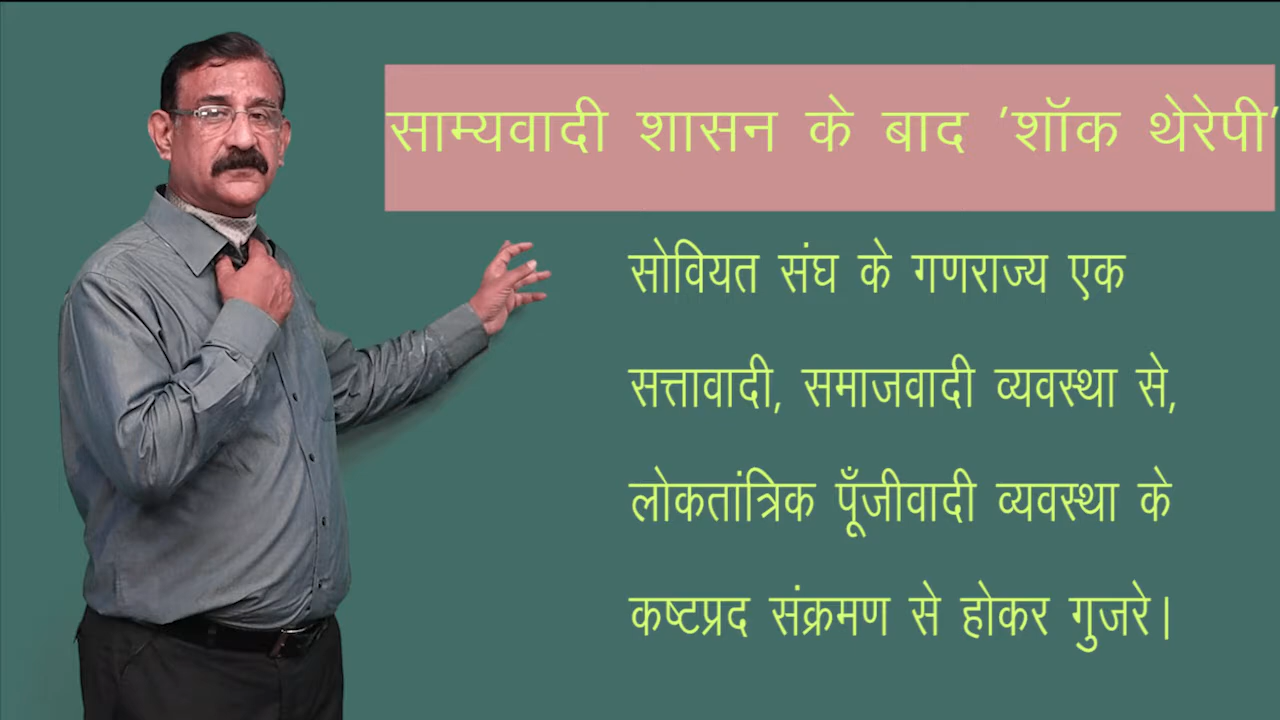 साम्यवादी शासन के बाद 'शॉक थेरेपी'
सोवियत संघ के गणराज्य एक
सत्तावादी, समाजवादी व्यवस्था से,
लोकतांत्रिक पूँजीवादी व्यवस्था के
कष्टप्रद संक्रमण से होकर गुजरे।